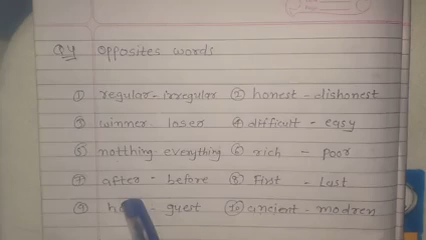 Q4 opposites words
① regular - irregular ② honest - dishonest
③ winner loser ④ difficult - easy
⑤ notthing - everything ⑥ rich - poor
⑦ after - before ⑧ First - Last
⑨ - guest ⑩ ancient - modren